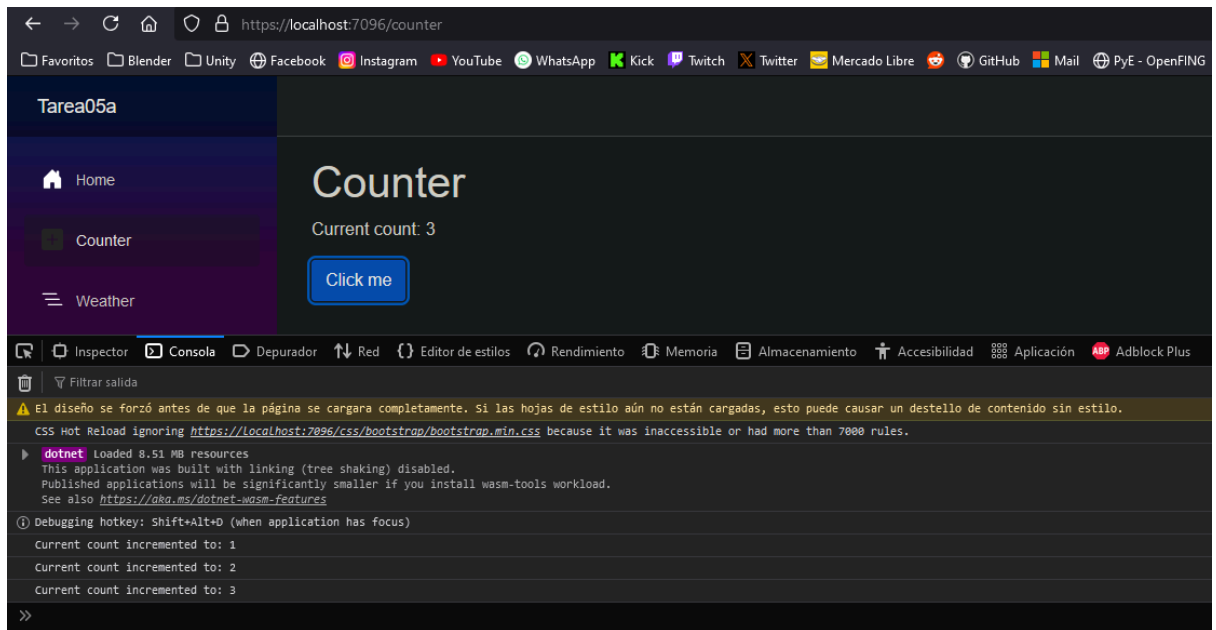 https://localhost:7096/counter
Favoritos Blender Unity Facebook Instagram YouTube WhatsApp Kick Twitch Twitter Mercado Libre GitHub Mail PyE - OpenFING
Tarea05a
Home
Counter
Weather
Counter
Current count: 3
Click me
Inspector Consola Depurador Red Editor de estilos Rendimiento Memoria Almacenamiento Accesibilidad Aplicación ABP Adblock Plus
Filtrar salida
El diseño se forzó antes de que la página se cargara completamente. Si las hojas de estilo aún no están cargadas, esto puede causar un destello de contenido sin estilo.
CSS Hot Reload ignoring https://localhost:7096/css/bootstrap/bootstrap.min.css because it was inaccessible or had more than 7000 rules.
dotnet Loaded 8.51 MB resources
This application was built with linking (tree shaking) disabled.
Published applications will be significantly smaller if you install wasm-tools workload.
See also https://aka.ms/dotnet-wasm-features
Debugging hotkey: Shift+Alt+D (when application has focus)
Current count incremented to: 1
Current count incremented to: 2
Current count incremented to: 3